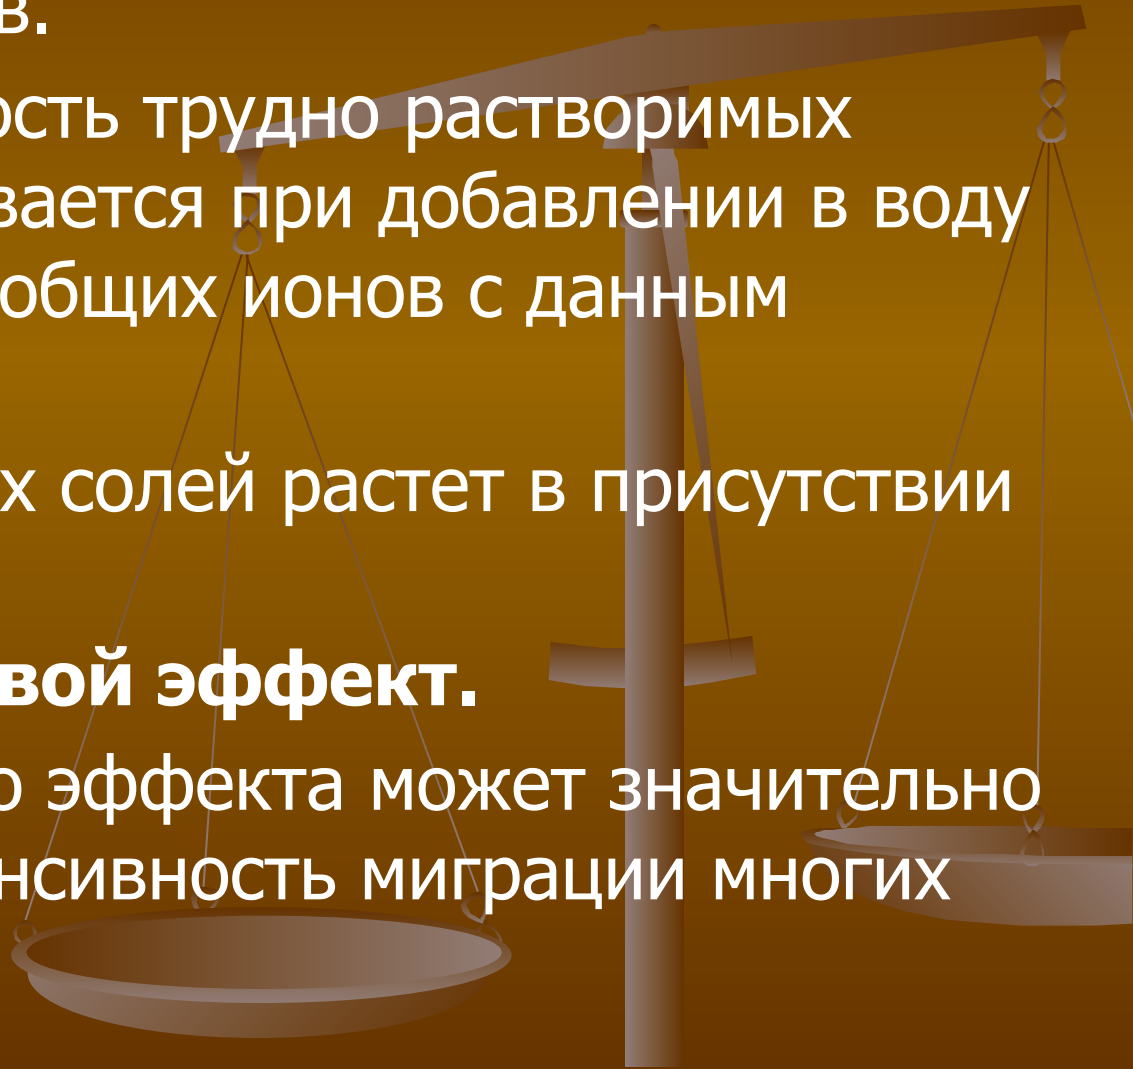 в.
ость трудно растворимых
вается при добавлении в воду
общих ионов с данным
х солей растет в присутствии
вой эффект.
о эффекта может значительно
нсивность миграции многих